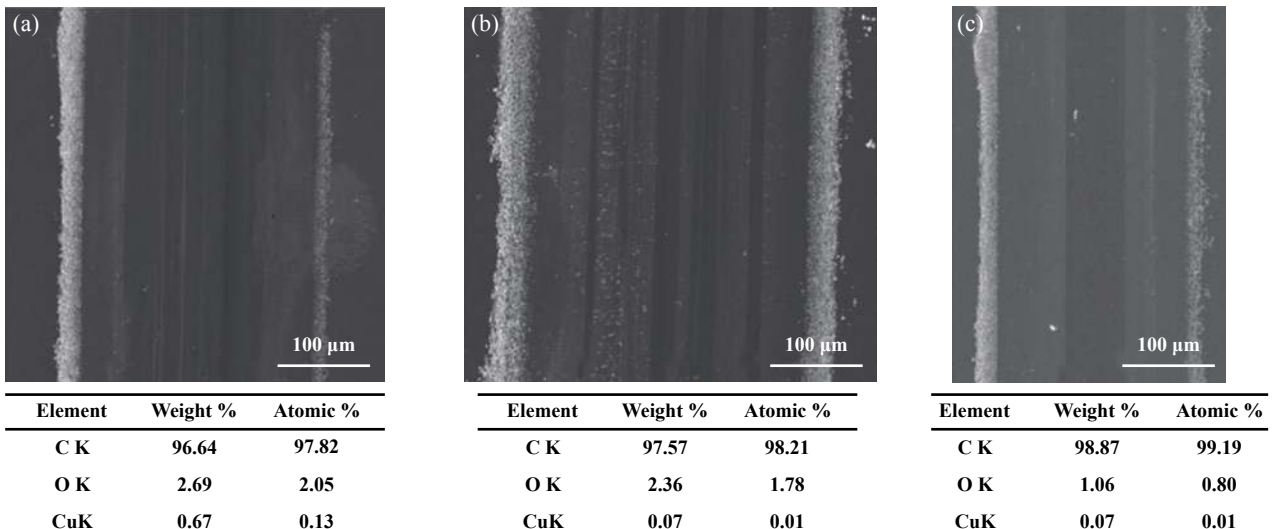 (a)
(b)
(c)
100 µm
100 µm
100 µm
Element Weight % Atomic %
C K 96.64 97.82
O K 2.69 2.05
CuK 0.67 0.13
Element Weight % Atomic %
C K 97.57 98.21
O K 2.36 1.78
CuK 0.07 0.01
Element Weight % Atomic %
C K 98.87 99.19
O K 1.06 0.80
CuK 0.07 0.01